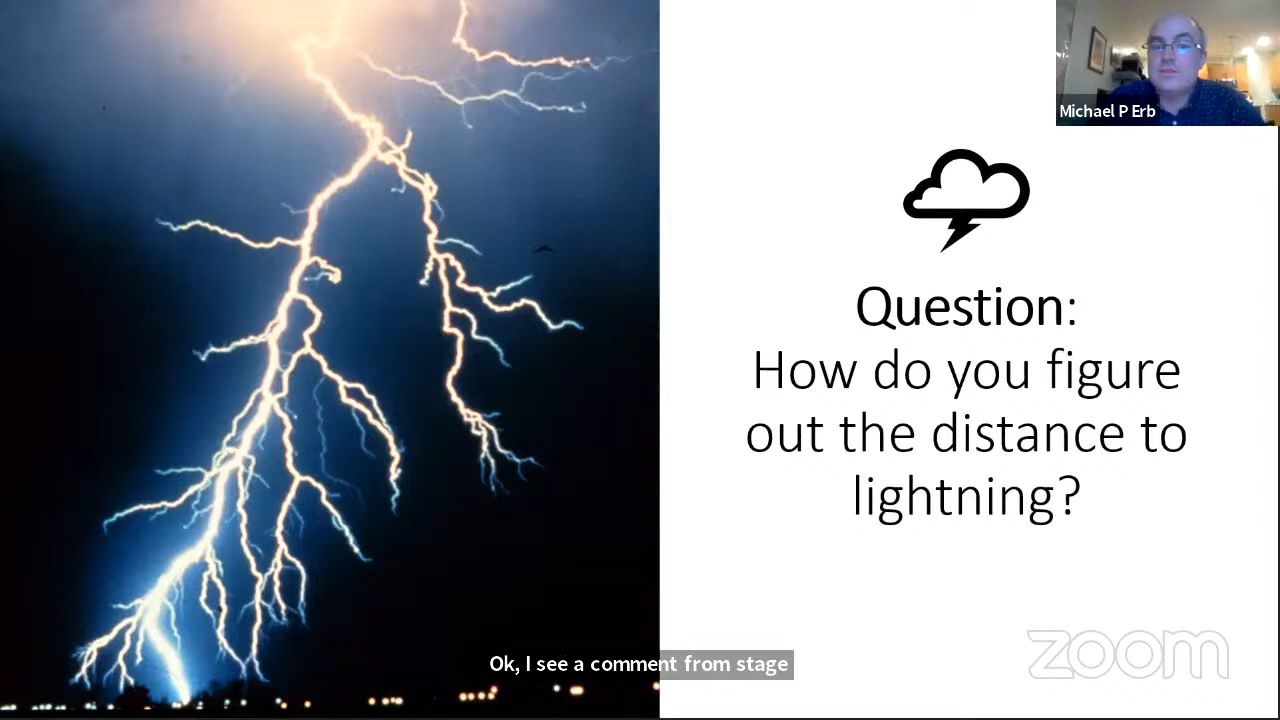 Michael P Erb
Question:
How do you figure
out the distance to
lightning?
Ok, I see a comment from stage
zoom